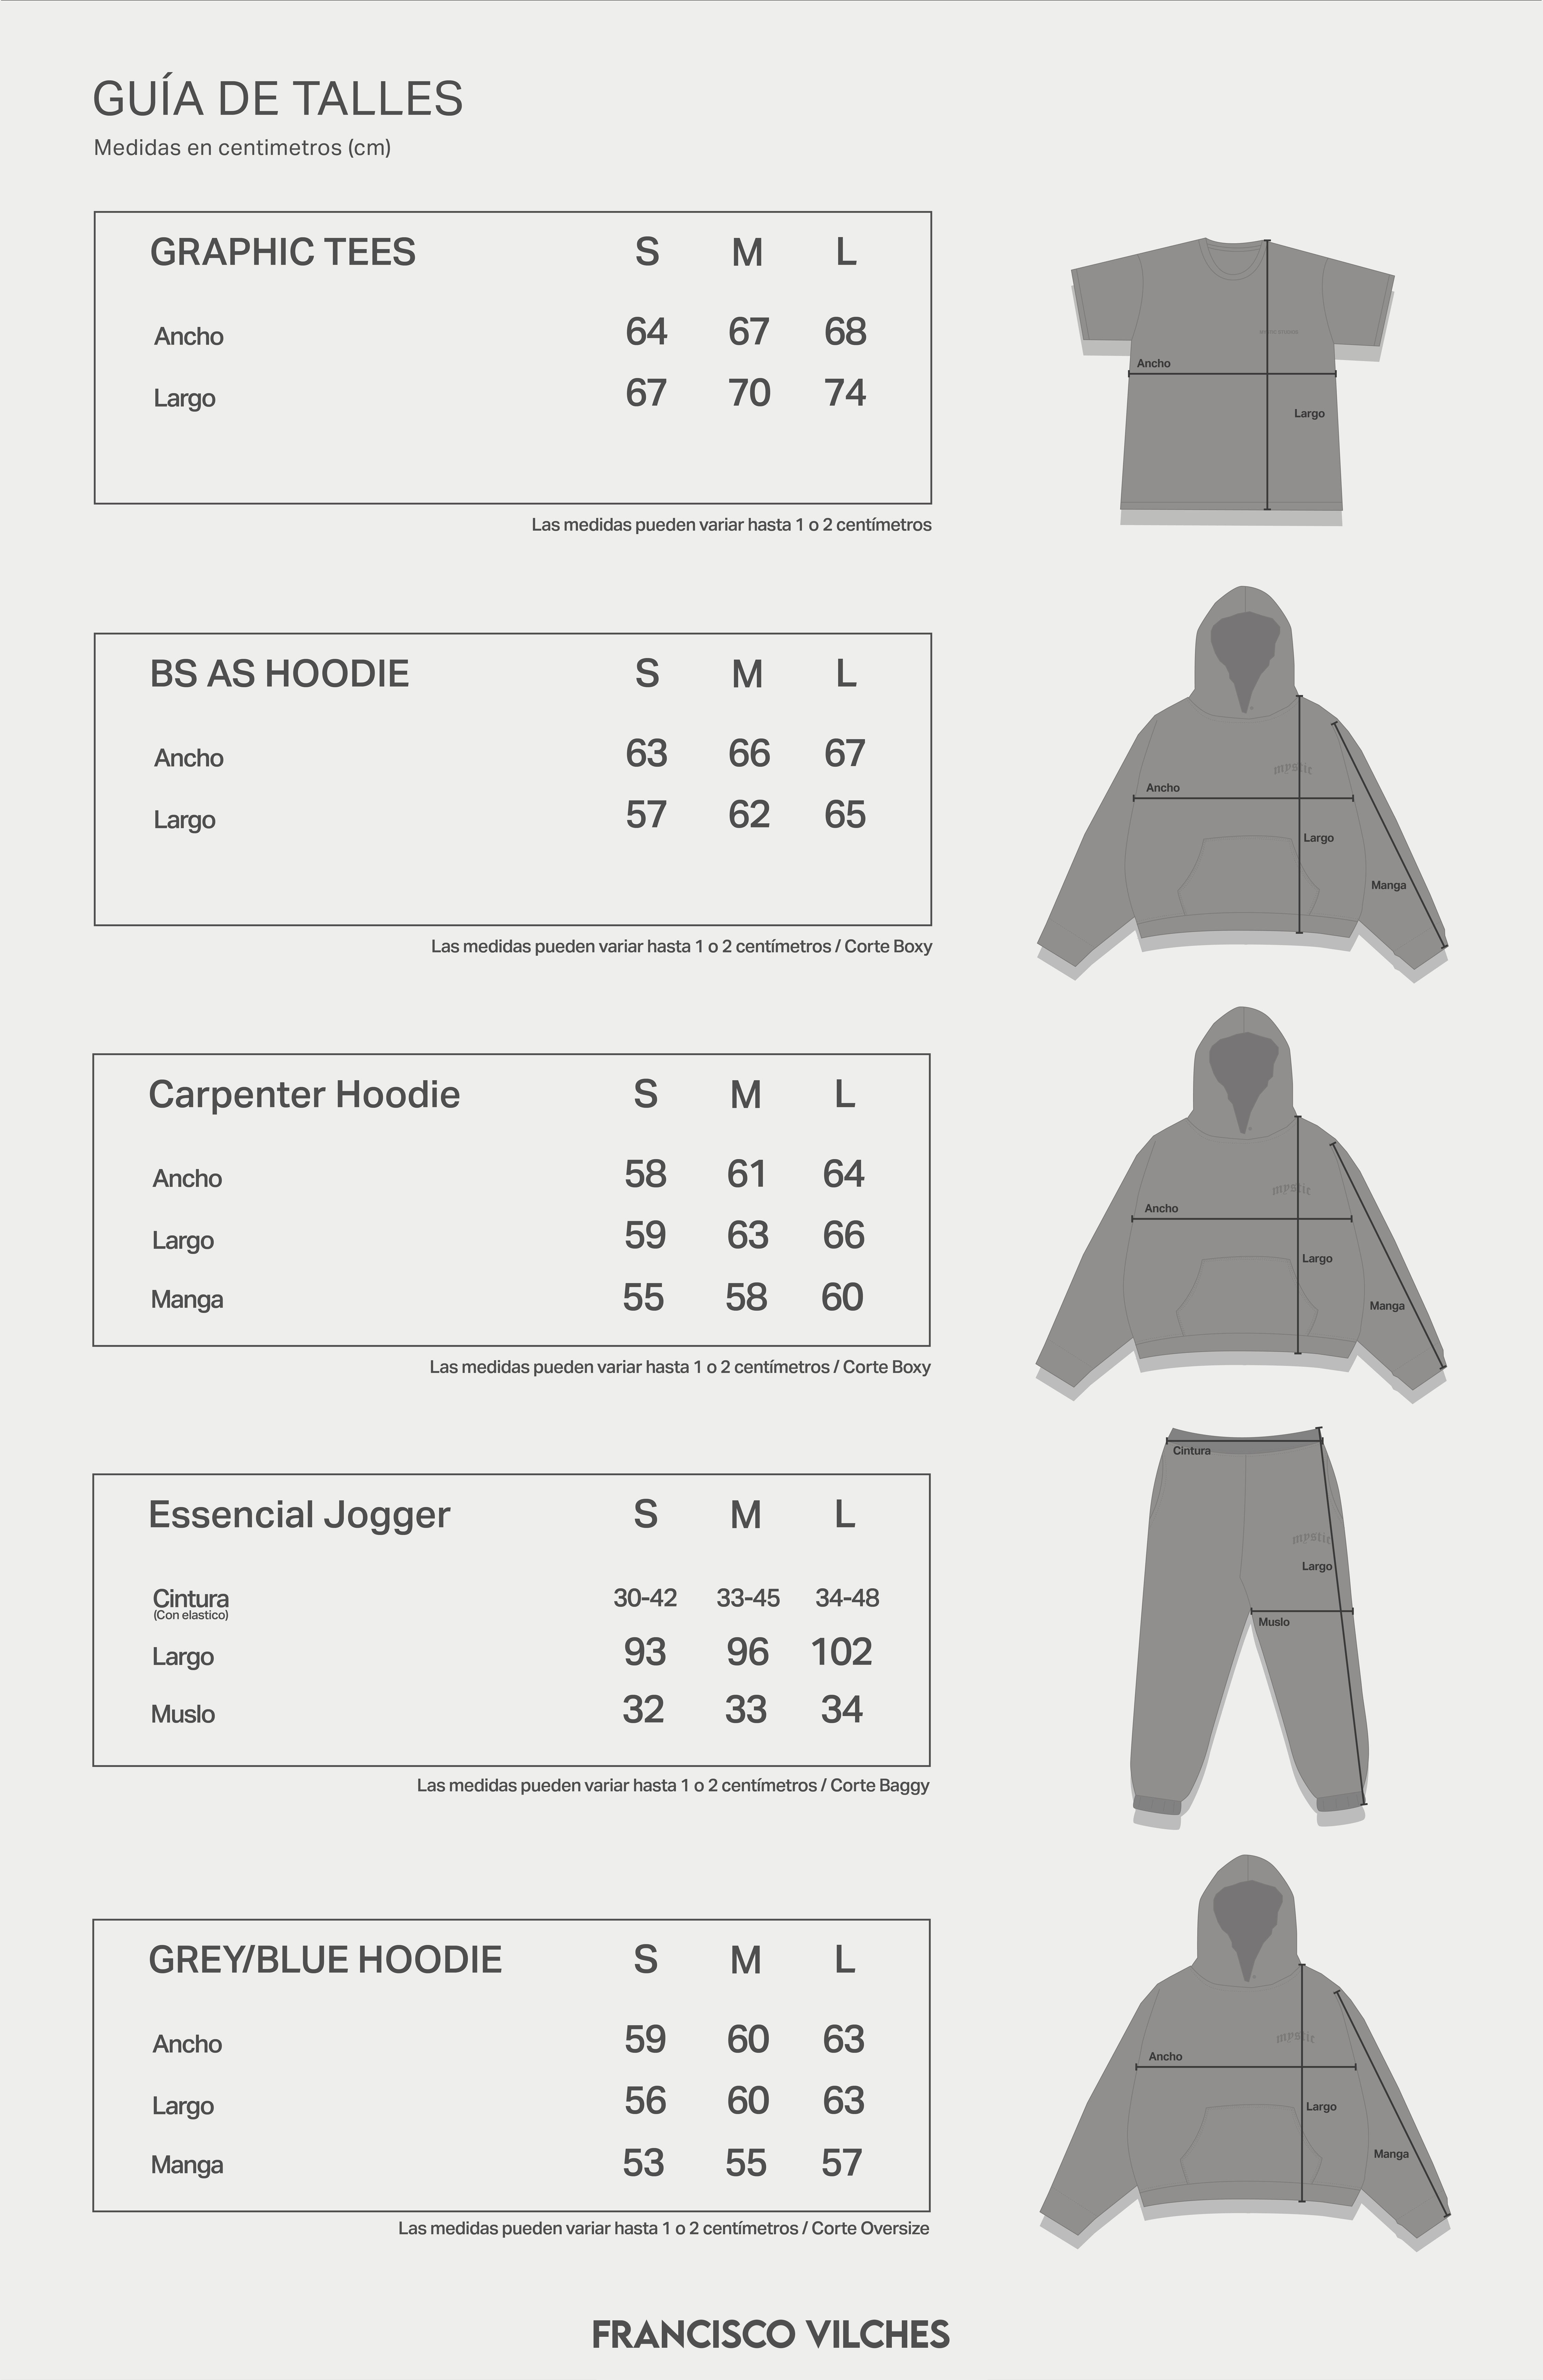 GUÍA DE TALLES
Medidas en centimetros (cm)
GRAPHIC TEES S M L
Ancho 64 67 68
Largo 67 70 74
Las medidas pueden variar hasta 1 o 2 centímetros
Ancho
Largo
BS AS HOODIE S M L
Ancho 63 66 67
Largo 57 62 65
Las medidas pueden variar hasta 1 o 2 centímetros / Corte Boxy
mystic
Ancho
Largo
Manga
Carpenter Hoodie S M L
Ancho 58 61 64
Largo 59 63 66
Manga 55 58 60
Las medidas pueden variar hasta 1 o 2 centímetros / Corte Boxy
mystic
Ancho
Largo
Manga
Essencial Jogger S M L
Cintura 30-42 33-45 34-48
(Con elastico)
Largo 93 96 102
Muslo 32 33 34
Las medidas pueden variar hasta 1 o 2 centímetros / Corte Baggy
Cintura
mystic
Largo
Muslo
GREY/BLUE HOODIE S M L
Ancho 59 60 63
Largo 56 60 63
Manga 53 55 57
Las medidas pueden variar hasta 1 o 2 centímetros / Corte Oversize
mystic
Ancho
Largo
Manga
FRANCISCO VILCHES